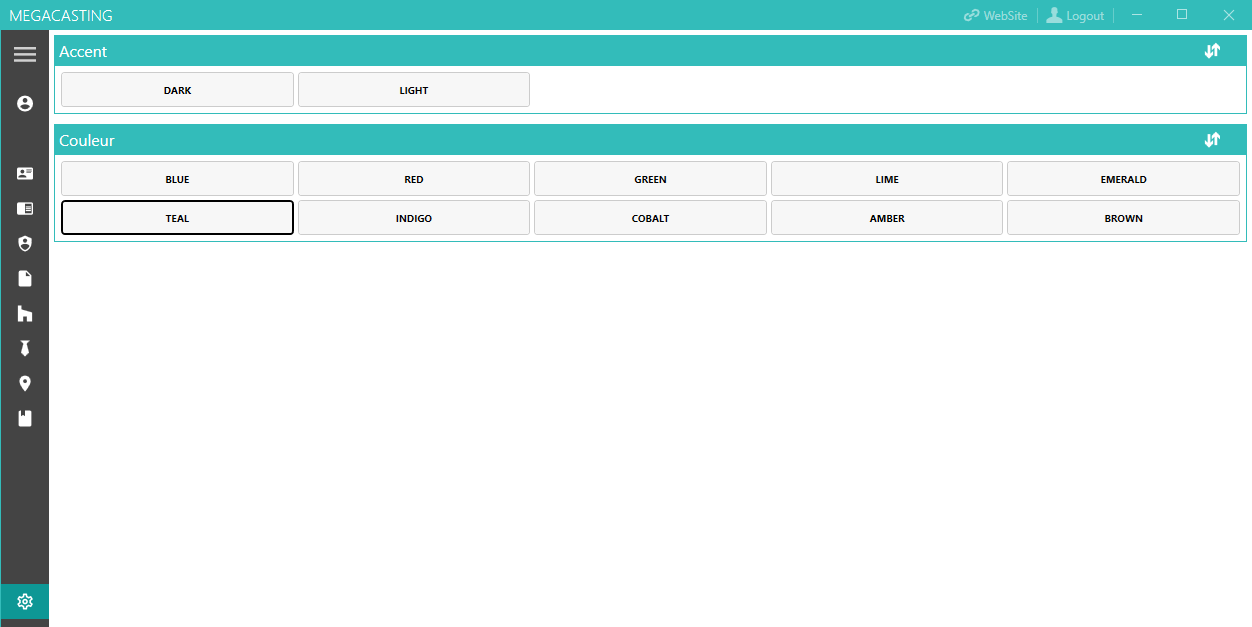 MEGACASTING
WebSite
Logout
Accent
DARK
LIGHT
Couleur
BLUE
RED
GREEN
LIME
EMERALD
TEAL
INDIGO
COBALT
AMBER
BROWN